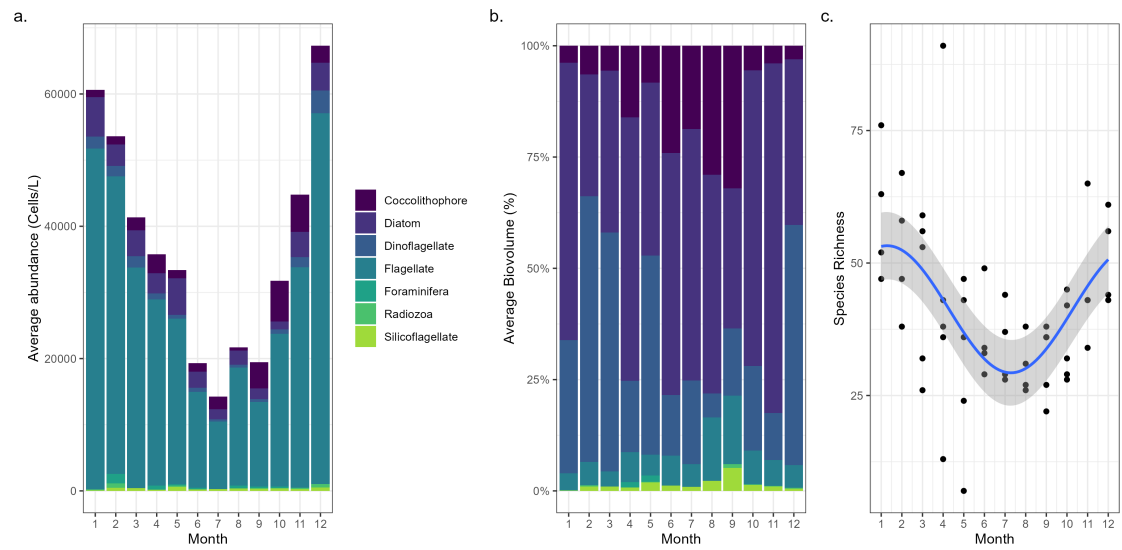 a.
Average abundance (Cells/L)
60000
40000
20000
0
1 2 3 4 5 6 7 8 9 10 11 12
Month
Coccolithophore
Diatom
Dinoflagellate
Flagellate
Foraminifera
Radiozoa
Silicoflagellate
b.
Average Biovolume (%)
100%
75%
50%
25%
0%
1 2 3 4 5 6 7 8 9 10 11 12
Month
c.
Species Richness
75
50
25
1 2 3 4 5 6 7 8 9 10 11 12
Month